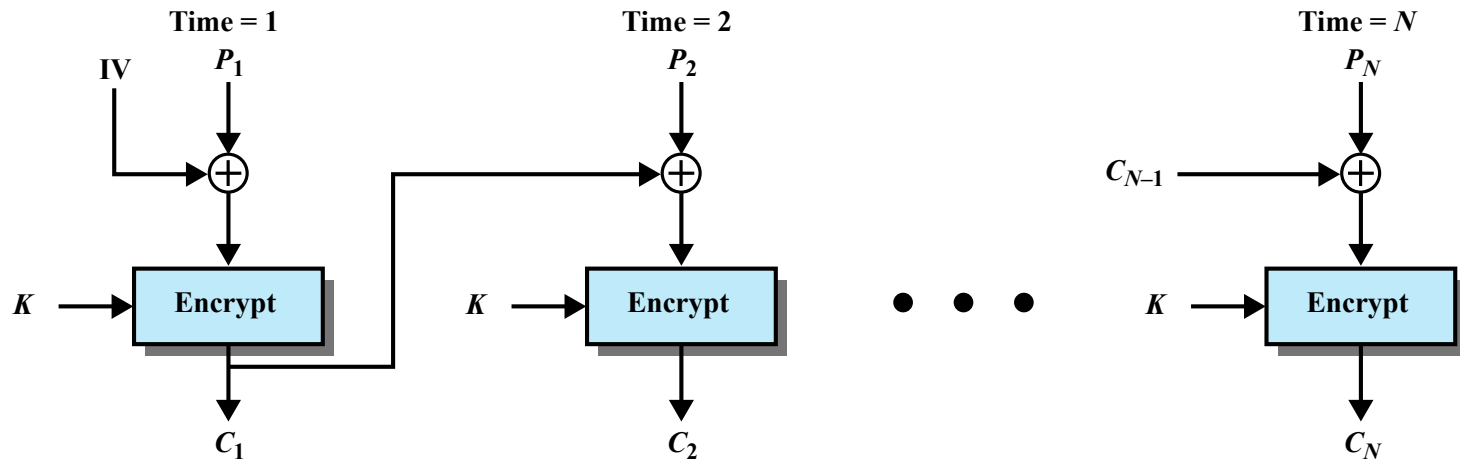 Time = 1
Time = 2
Time = N
IV
P1
P2
PN
CN–1
K
Encrypt
K
Encrypt
K
Encrypt
C1
C2
CN